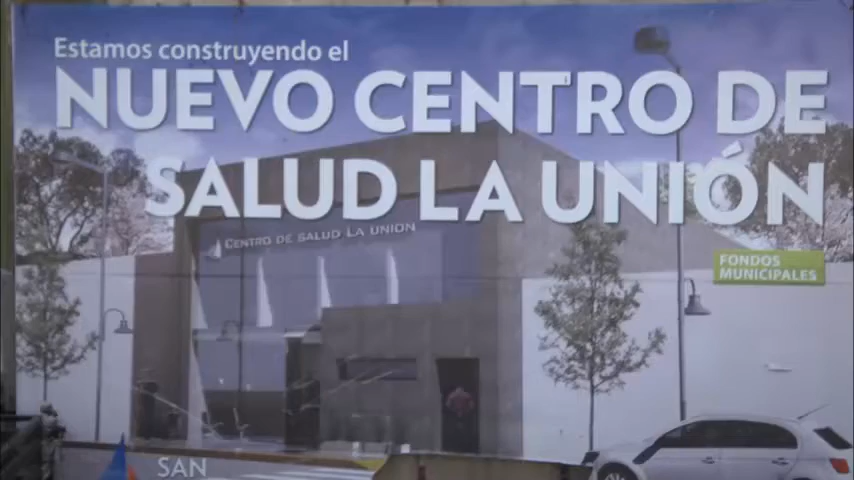 Estamos construyendo el
NUEVO CENTRO DE
SALUD LA UNIÓN
CENTRO DE SALUD LA UNION
FONDOS
MUNICIPALES
SAN